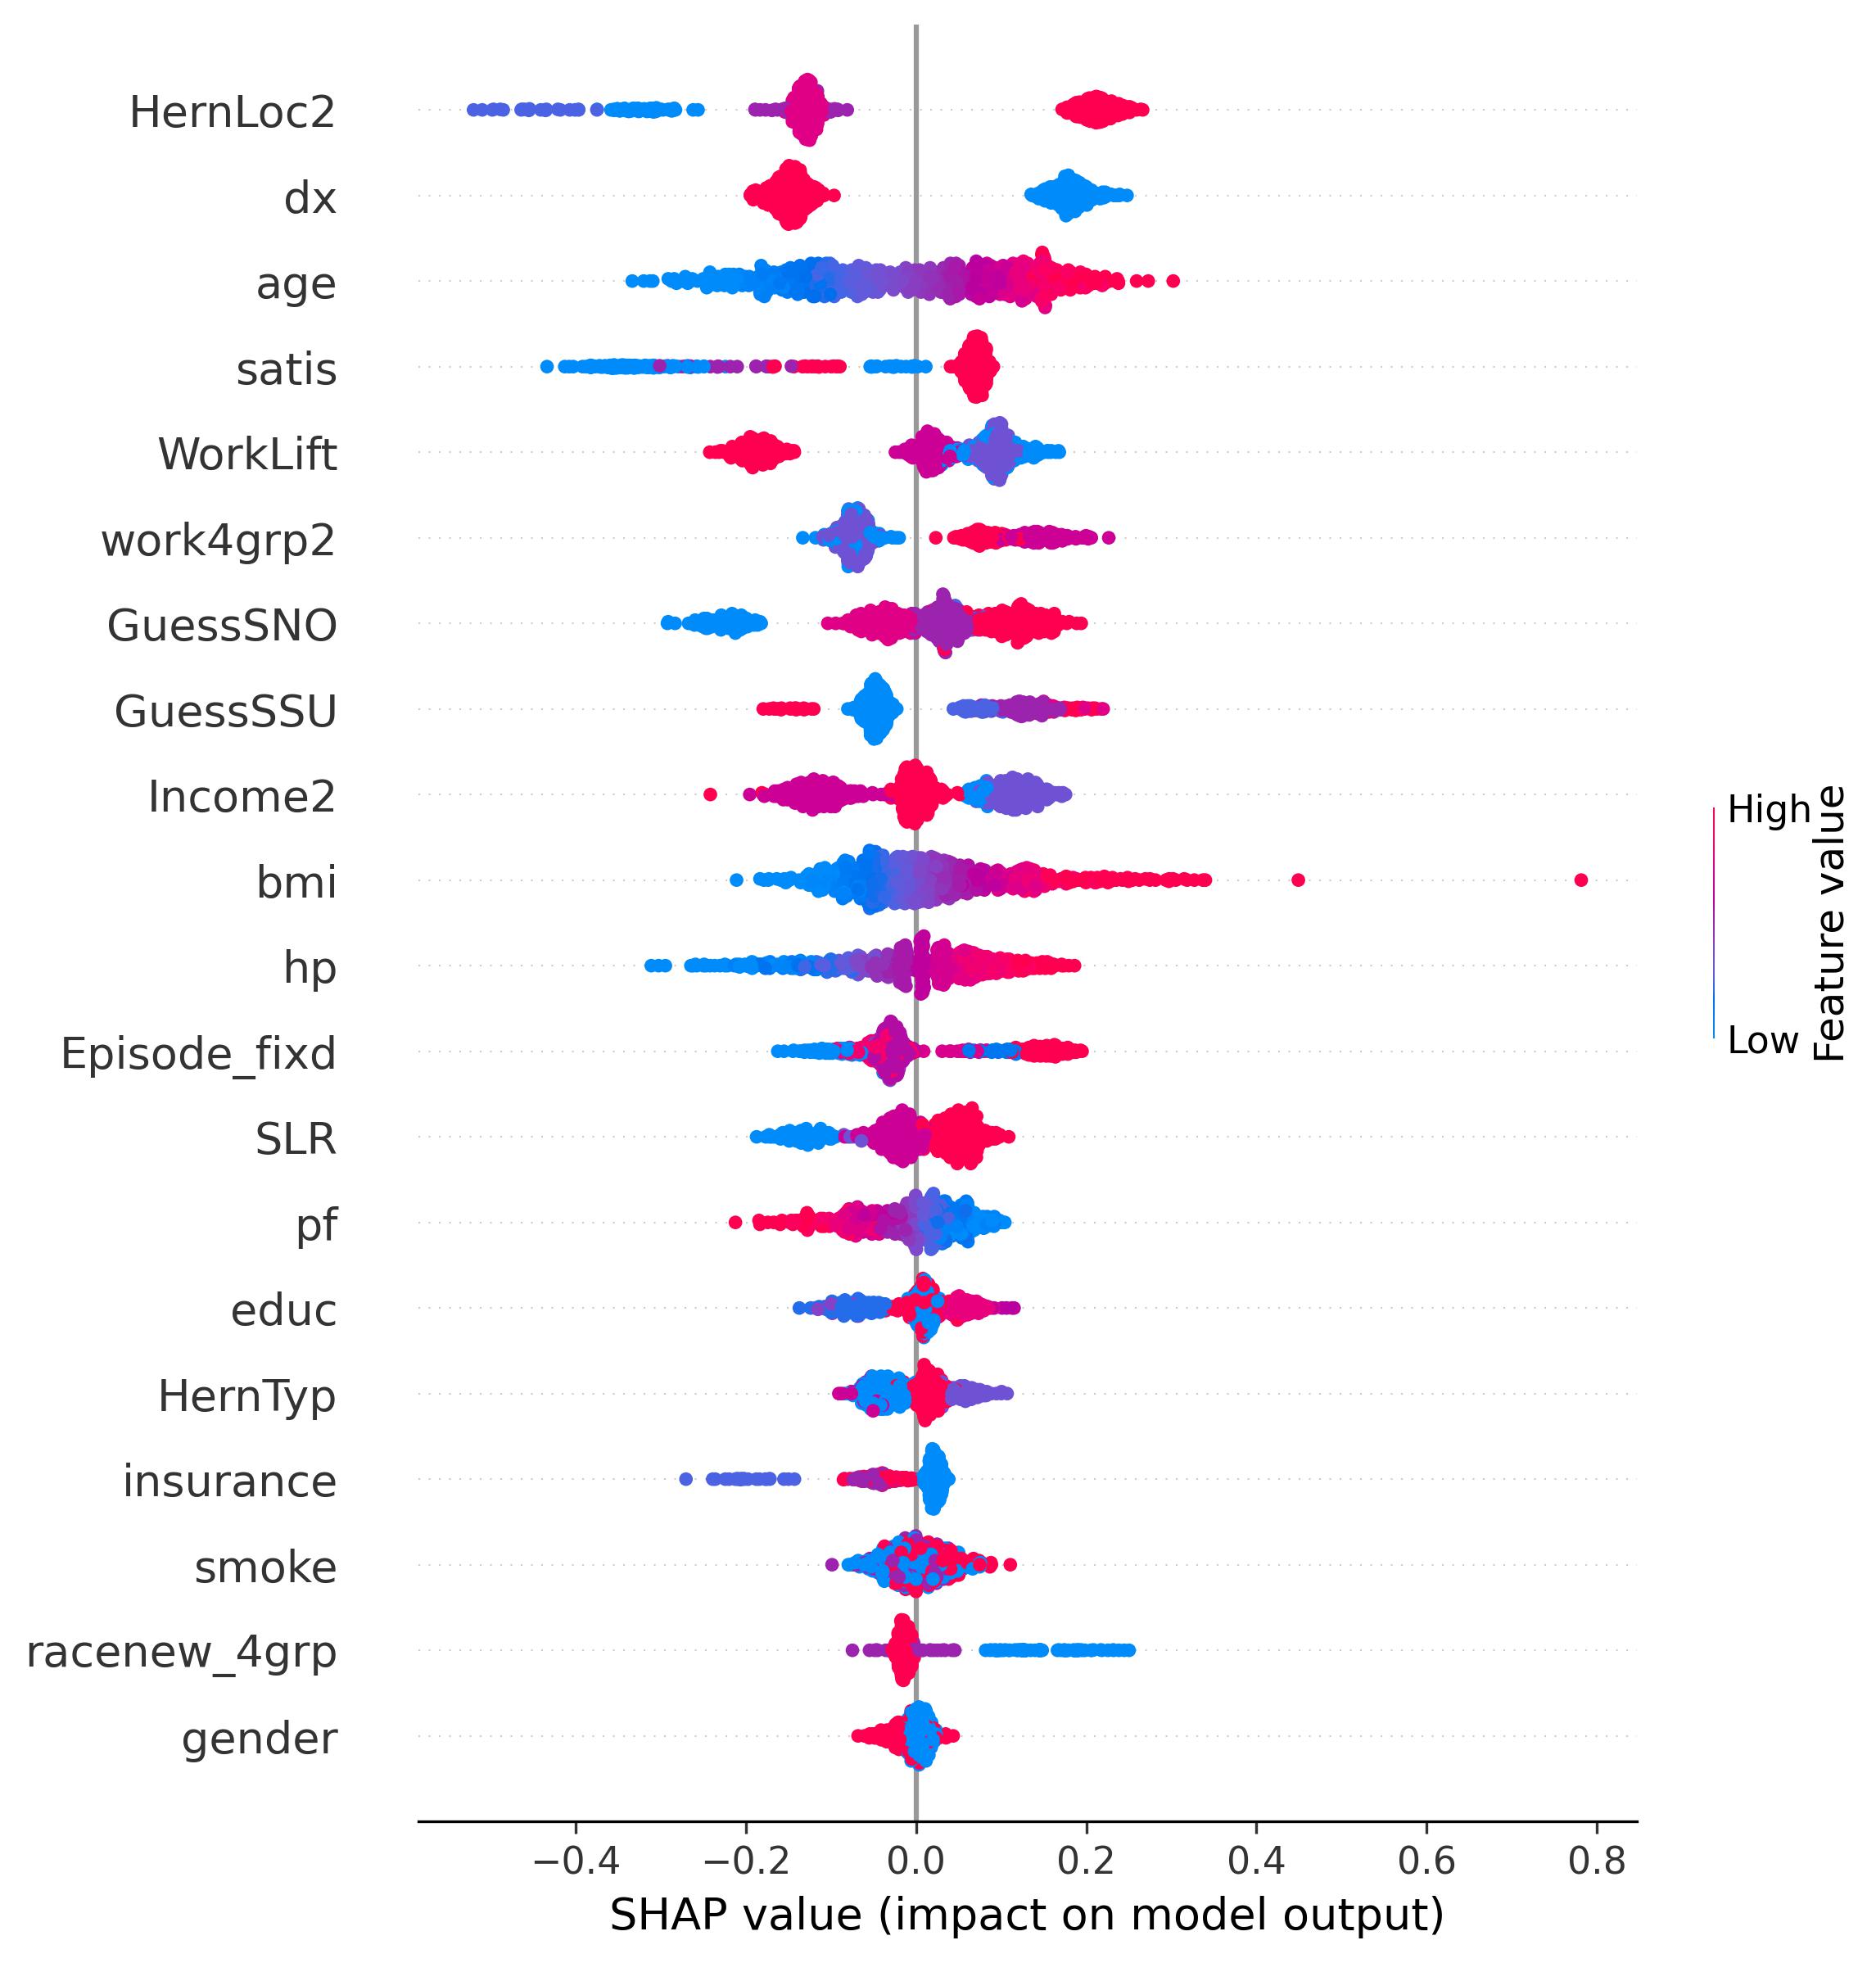 HernLoc2
dx
age
satis
WorkLift
work4grp2
GuessSNO
GuessSSU
Income2
bmi
hp
Episode_fixd
SLR
pf
educ
HernTyp
insurance
smoke
racenew_4grp
gender
High
Low
Feature value
−0.4 −0.2 0.0 0.2 0.4 0.6 0.8
SHAP value (impact on model output)